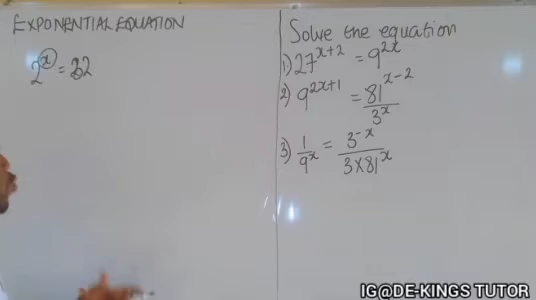 EXPONENTIAL EQUATION
2^x = 32
Solve the equation
1) 27^(x+2) = 9^(2x)
2) 9^(2x+1) = 81^(x-2) / 3^x
3) 1/9^x = 3^(-x) / (3×81^x)
IG@DE-KINGS TUTOR